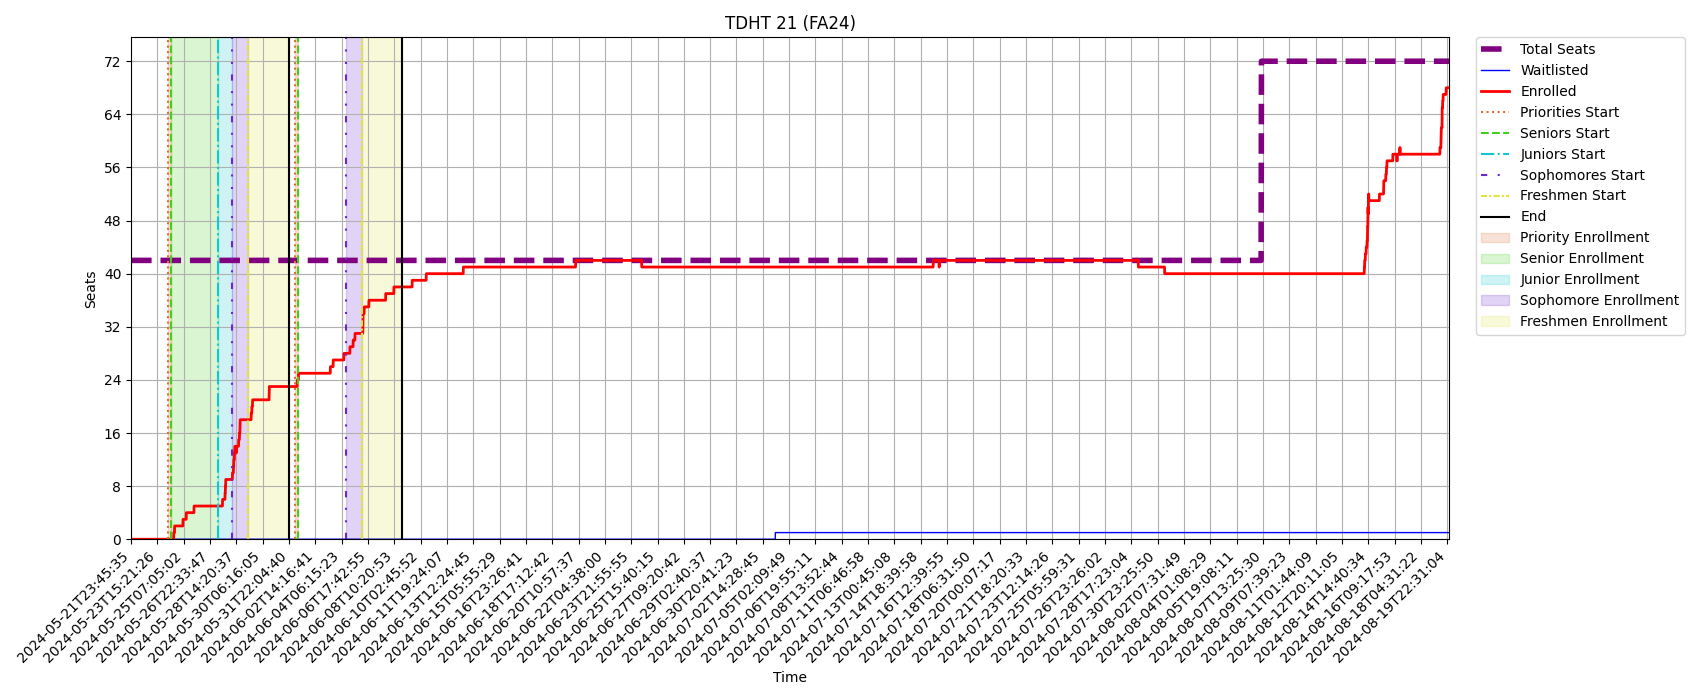 TDHT 21 (FA24)
Total Seats
Waitlisted
Enrolled
Priorities Start
Seniors Start
Juniors Start
Sophomores Start
Freshmen Start
End
Priority Enrollment
Senior Enrollment
Junior Enrollment
Sophomore Enrollment
Freshmen Enrollment
Seats
72
64
56
48
40
32
24
16
8
0
2024-05-21T23:45:35
2024-05-23T15:21:26
2024-05-25T07:05:02
2024-05-26T22:33:47
2024-05-28T14:20:37
2024-05-30T06:16:05
2024-05-31T22:04:40
2024-06-02T14:16:41
2024-06-04T06:15:23
2024-06-06T17:42:55
2024-06-08T10:20:53
2024-06-10T02:45:52
2024-06-11T19:24:07
2024-06-13T12:24:45
2024-06-15T05:55:29
2024-06-16T23:26:41
2024-06-18T17:12:42
2024-06-20T10:57:37
2024-06-22T04:38:00
2024-06-23T21:55:55
2024-06-25T15:40:15
2024-06-27T09:20:42
2024-06-29T02:40:37
2024-06-30T20:41:23
2024-07-02T14:28:45
2024-07-05T02:09:49
2024-07-06T19:55:11
2024-07-08T13:52:44
2024-07-11T06:46:58
2024-07-13T00:45:08
2024-07-14T18:39:58
2024-07-16T12:39:55
2024-07-18T06:31:50
2024-07-20T00:07:17
2024-07-21T18:20:33
2024-07-23T12:14:26
2024-07-25T05:59:31
2024-07-26T23:26:02
2024-07-28T17:23:04
2024-07-30T23:25:50
2024-08-02T07:31:49
2024-08-04T01:08:29
2024-08-05T19:08:11
2024-08-07T13:25:30
2024-08-09T07:39:23
2024-08-11T01:44:09
2024-08-12T20:11:05
2024-08-14T14:40:34
2024-08-16T09:17:53
2024-08-18T04:31:22
2024-08-19T22:31:04
Time